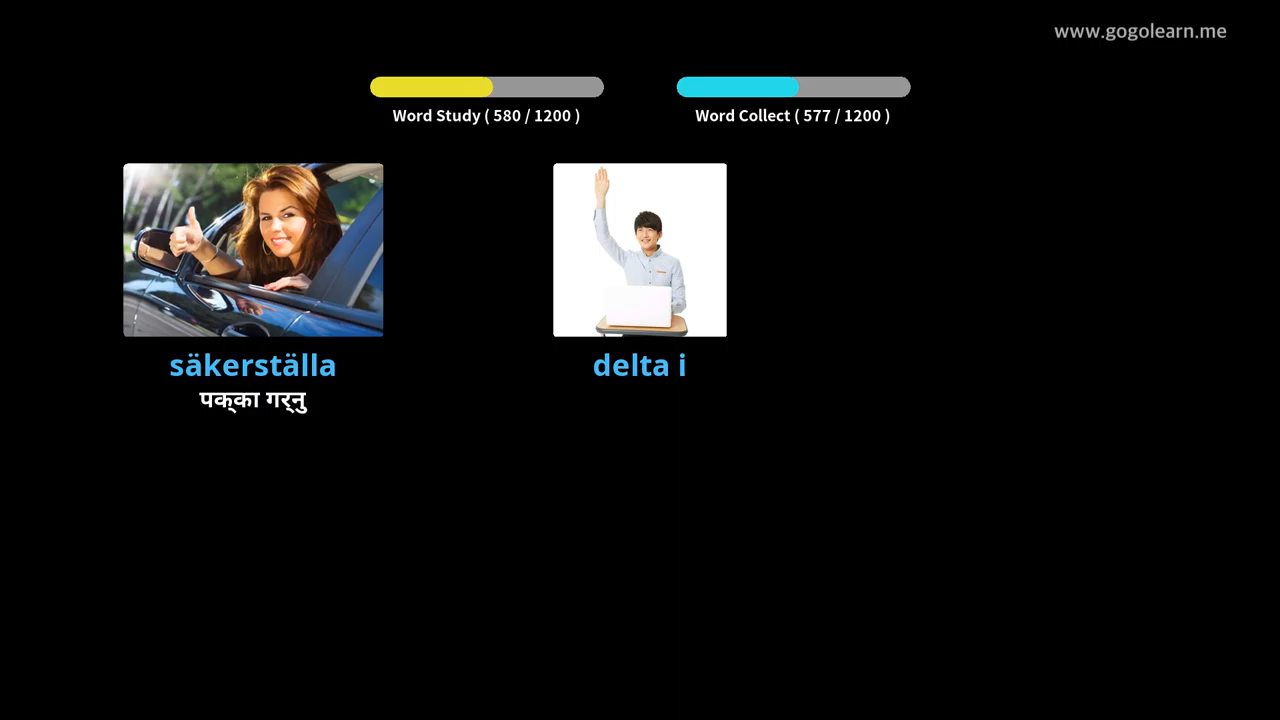 www.gogolearn.me
Word Study ( 580 / 1200 )
Word Collect ( 577 / 1200 )
säkerställa
delta i
पक्का गर्नु